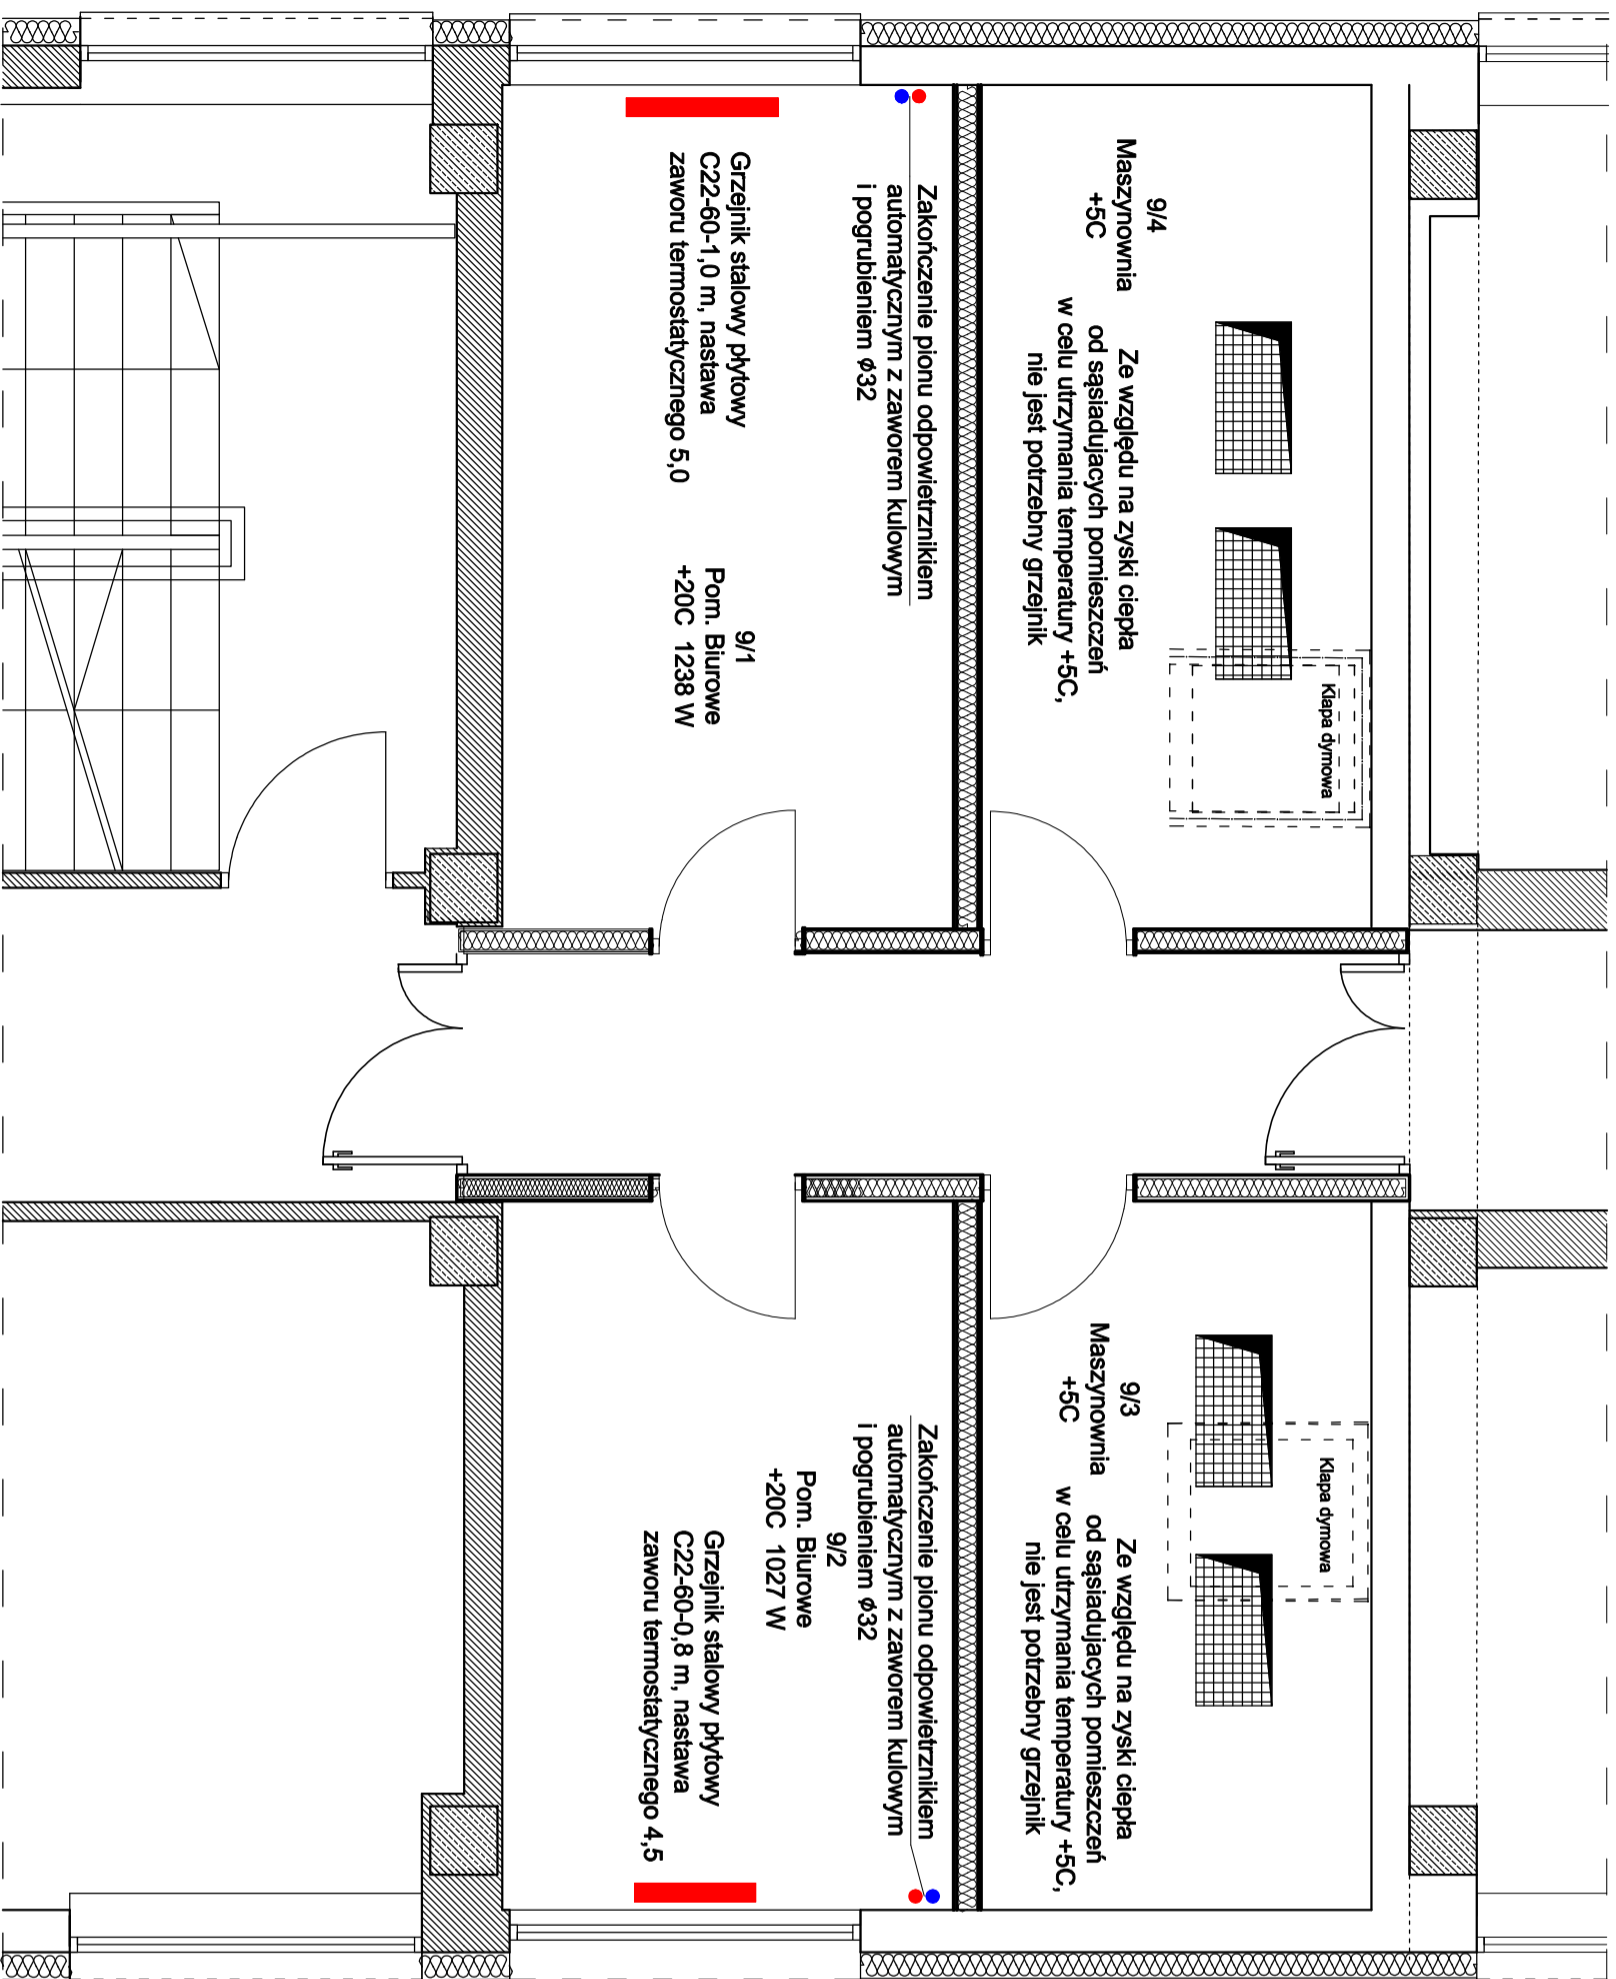 9/4
Maszynownia
+5C
Ze względu na zyski ciepła
od sąsiadujacych pomieszczeń
w celu utrzymania temperatury +5C,
nie jest potrzebny grzejnik
Klapa dymowa
Zakończenie pionu odpowietrznikiem
automatycznym z zaworem kulowym
i pogrubieniem ϕ32
Grzejnik stalowy płytowy
C22-60-1,0 m, nastawa
zaworu termostatycznego 5,0
9/1
Pom. Biurowe
+20C 1238 W
9/3
Maszynownia
+5C
Ze względu na zyski ciepła
od sąsiadujacych pomieszczeń
w celu utrzymania temperatury +5C,
nie jest potrzebny grzejnik
Klapa dymowa
Zakończenie pionu odpowietrznikiem
automatycznym z zaworem kulowym
i pogrubieniem ϕ32
9/2
Pom. Biurowe
+20C 1027 W
Grzejnik stalowy płytowy
C22-60-0,8 m, nastawa
zaworu termostatycznego 4,5